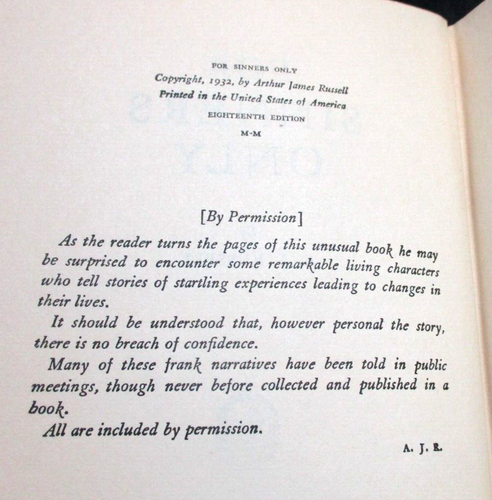 FOR SINNERS ONLY
Copyright, 1932, by Arthur James Russell
Printed in the United States of America
EIGHTEENTH EDITION
M-M
[By Permission]
As the reader turns the pages of this unusual book he may
be surprised to encounter some remarkable living characters
who tell stories of startling experiences leading to changes in
their lives.
It should be understood that, however personal the story,
there is no breach of confidence.
Many of these frank narratives have been told in public
meetings, though never before collected and published in a
book.
All are included by permission.
A. J. R.